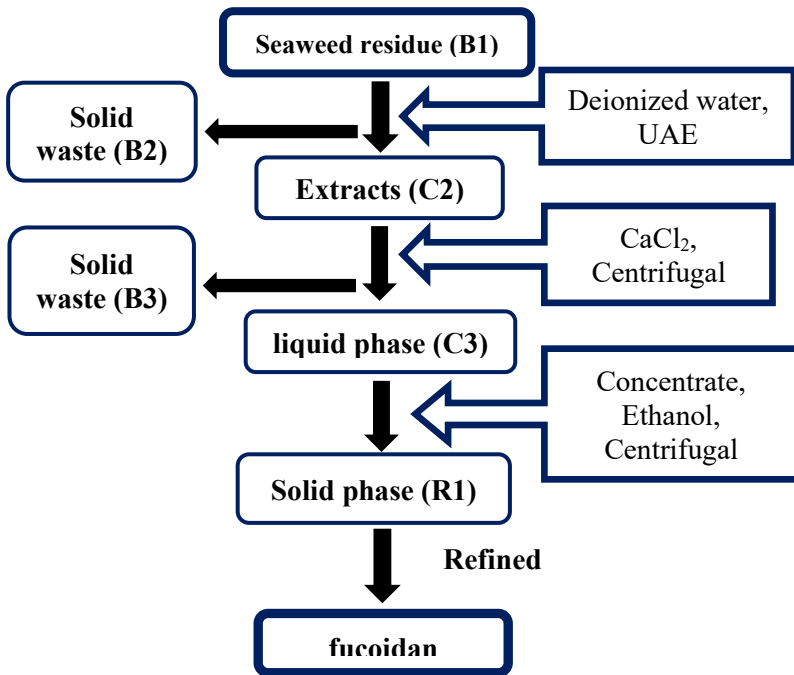 Seaweed residue (B1)
Deionized water,
UAE
Solid
waste (B2)
Extracts (C2)
CaCl₂,
Centrifugal
Solid
waste (B3)
liquid phase (C3)
Concentrate,
Ethanol,
Centrifugal
Solid phase (R1)
Refined
fucoidan